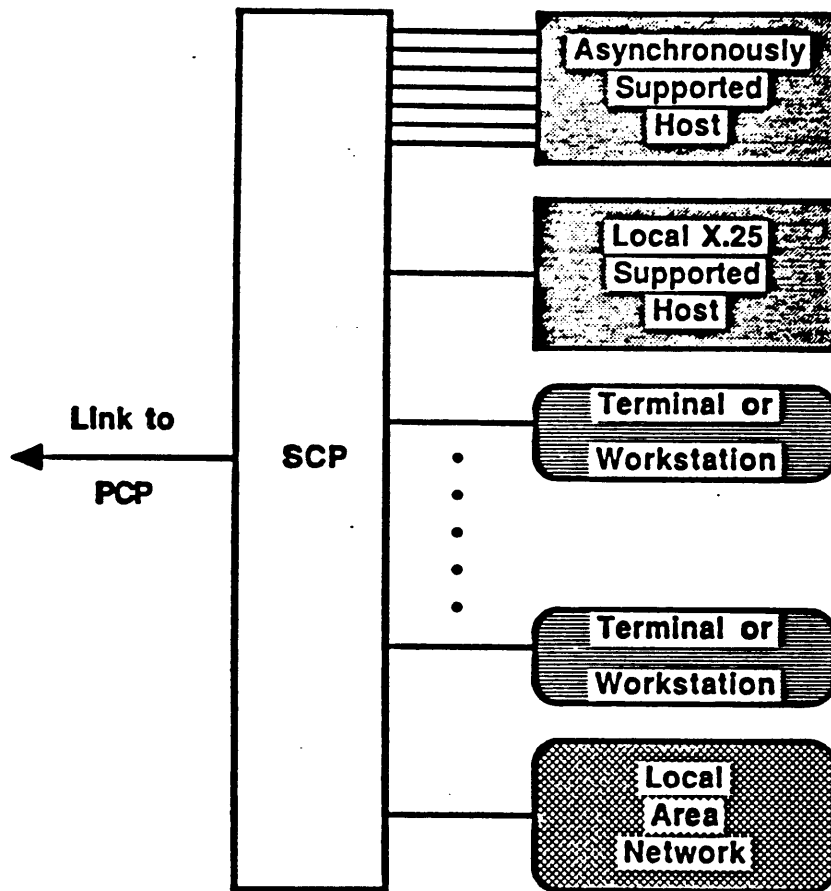 Asynchronously
Supported
Host
Local X.25
Supported
Host
Link to
PCP
SCP
Terminal or
Workstation
Terminal or
Workstation
Local
Area
Network